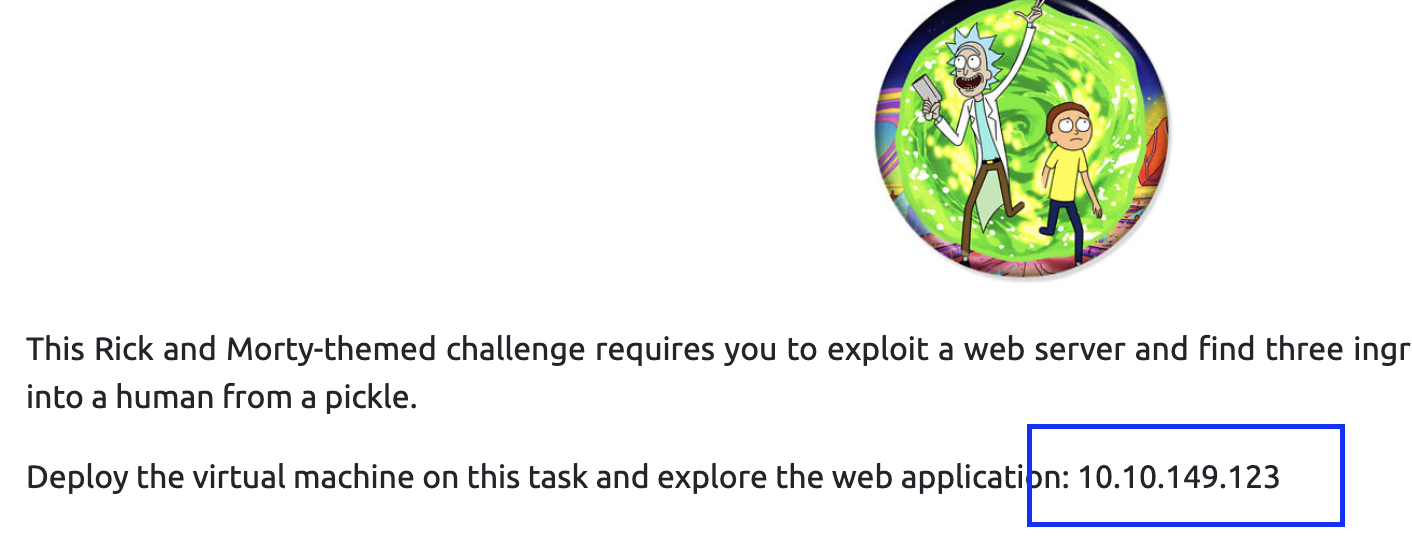 This Rick and Morty-themed challenge requires you to exploit a web server and find three ingr
into a human from a pickle.
Deploy the virtual machine on this task and explore the web application: 10.10.149.123